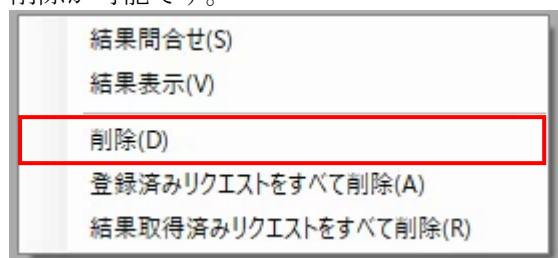 削除が可能です。
結果問合せ(S)
結果表示(V)
削除(D)
登録済みリクエストをすべて削除(A)
結果取得済みリクエストをすべて削除(R)